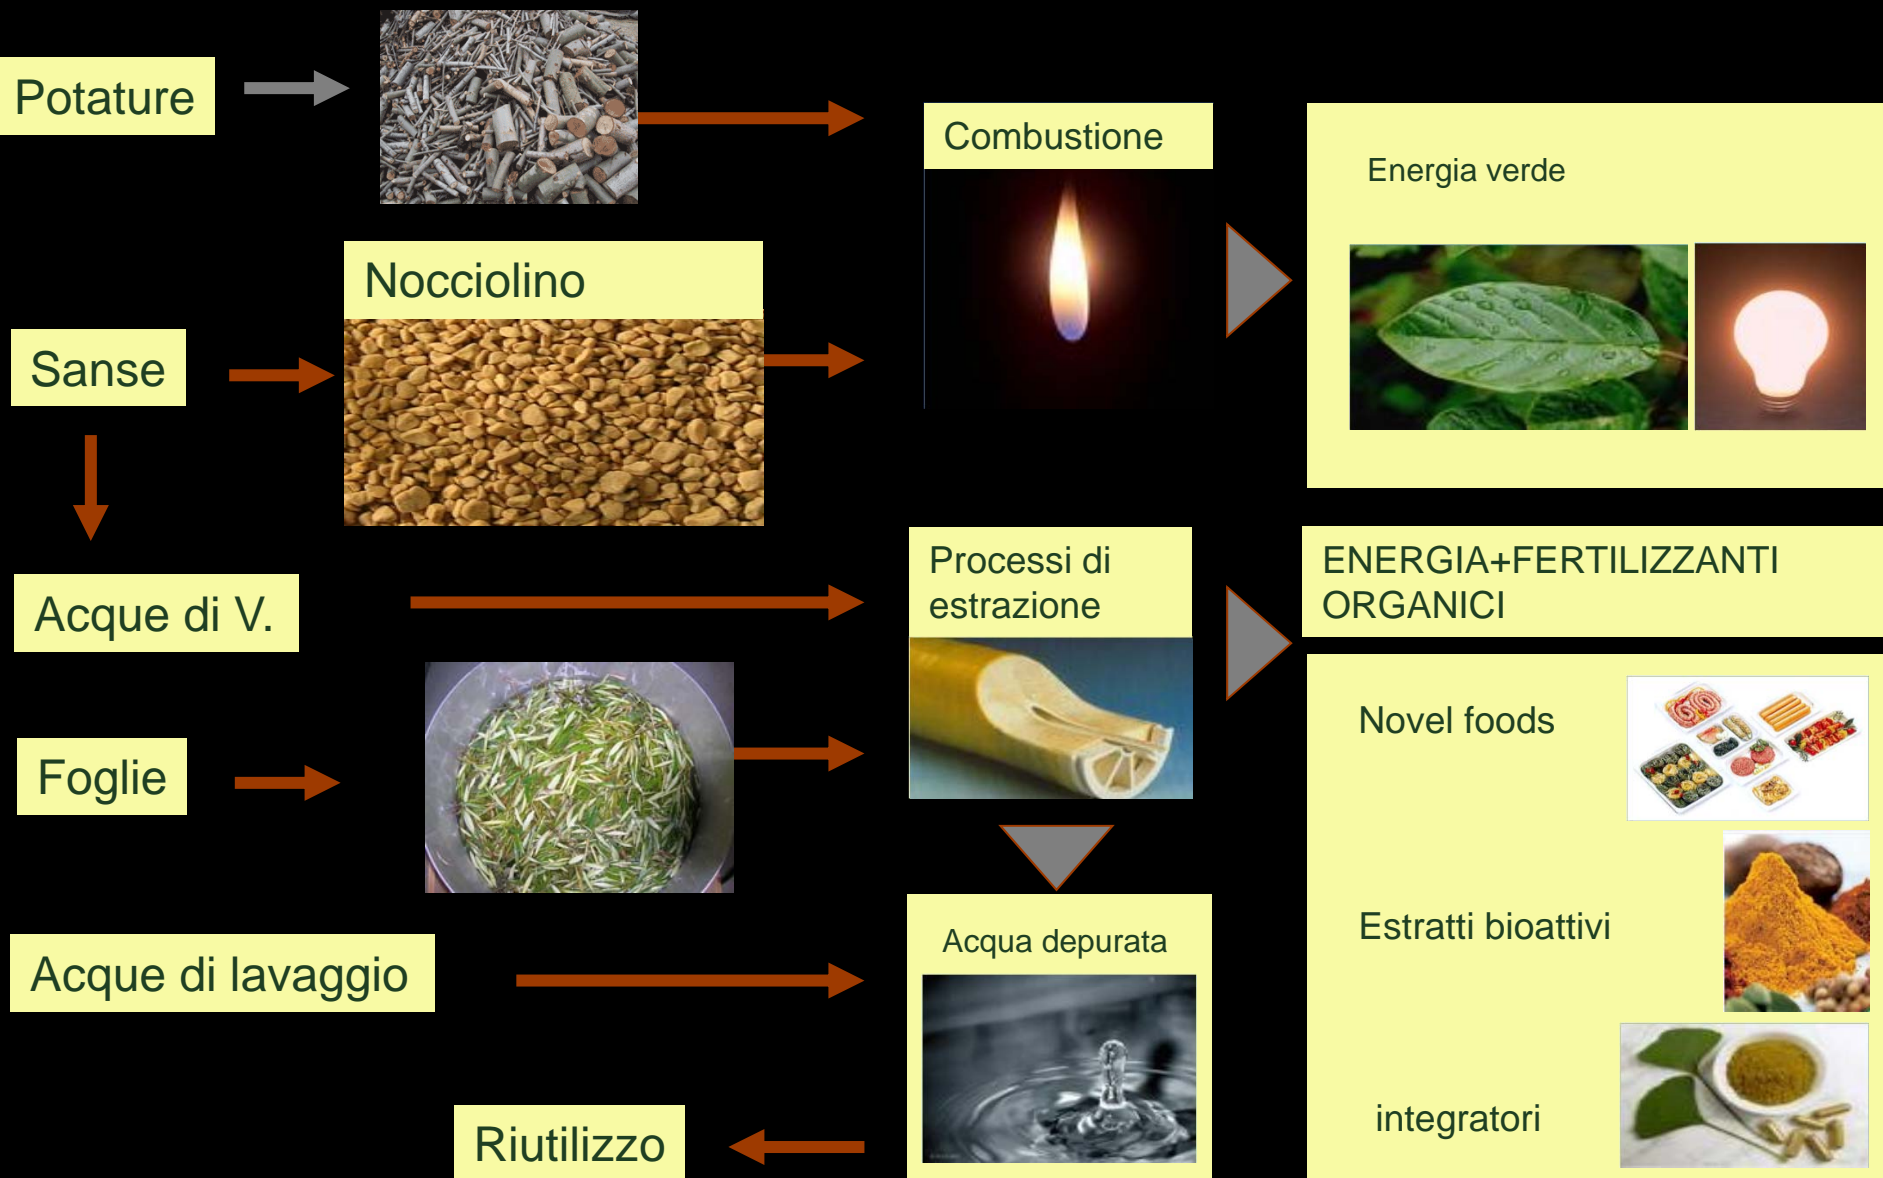 Potature
Combustione
Energia verde
Nocciolino
Sanse
Processi di
estrazione
ENERGIA+FERTILIZZANTI
ORGANICI
Acque di V.
Novel foods
Foglie
Estratti bioattivi
Acqua depurata
Acque di lavaggio
integratori
Riutilizzo